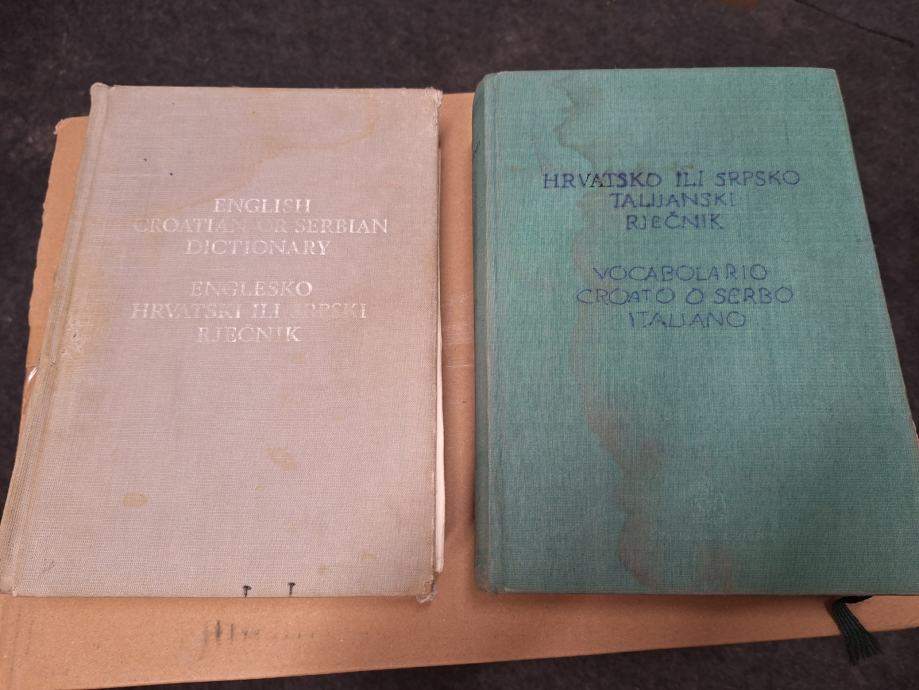 ENGLISH
CROATIAN OR SERBIAN
DICTIONARY
ENGLESKO
HRVATSKI ILI SRPSKI
RJEČNIK
HRVATSKO ILI SRPSKO
TALIJANSKI
RJEČNIK
VOCABOLARIO
CROATO O SERBO
ITALIANO